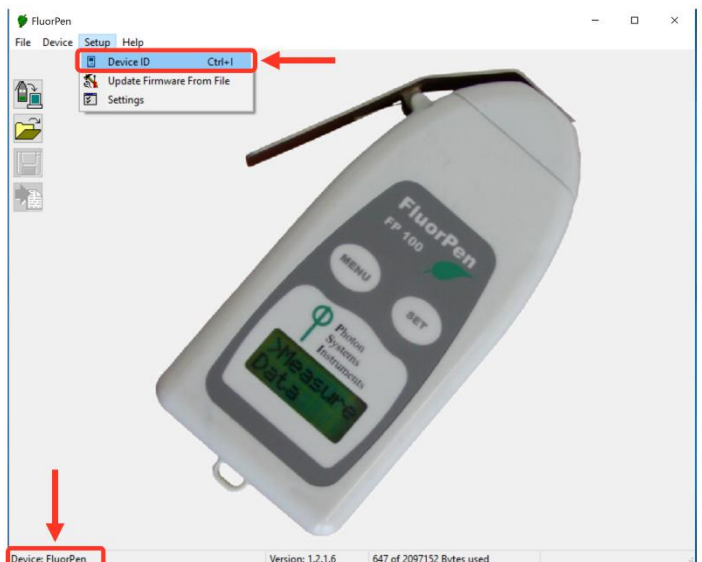 FluorPen
File Device Setup Help
Device ID Ctrl+I
Update Firmware From File
Settings
FluorPen
FP 100
MENU
SET
Photon
Systems
Instruments
>Measure
Data
Device: FluorPen
Version: 1.2.1.6
647 of 2097152 Bytes used